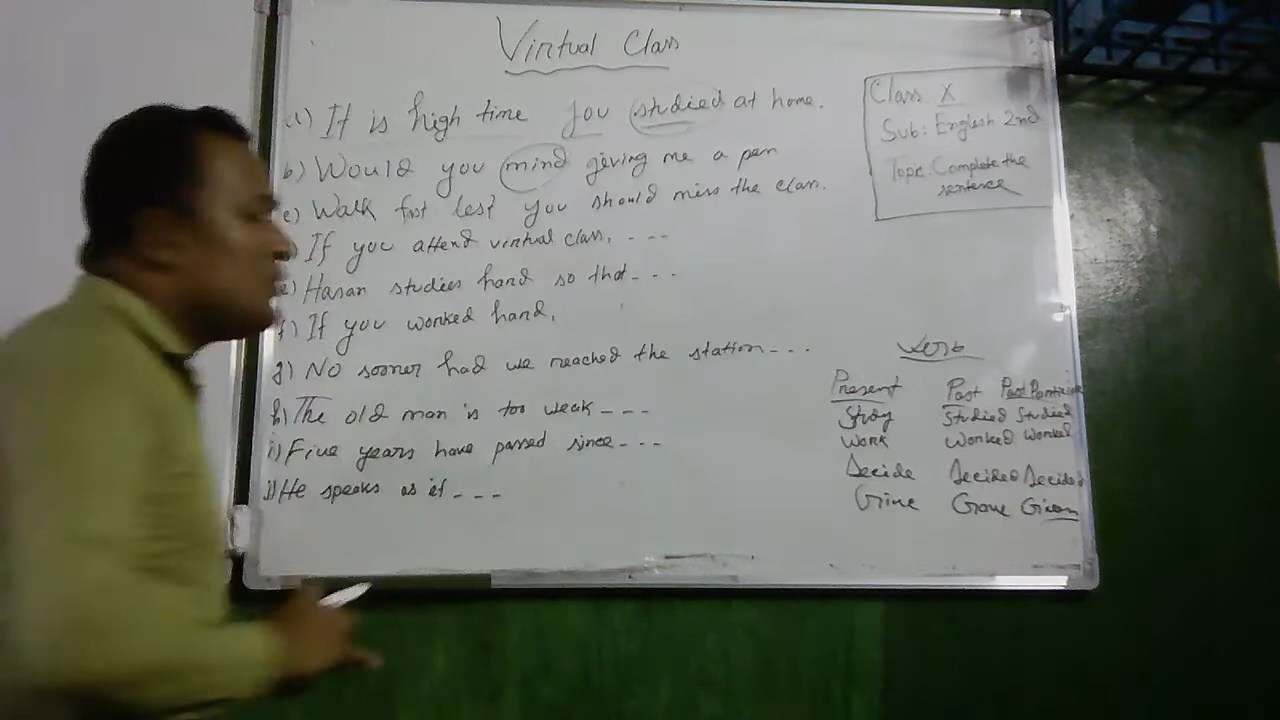 Virtual Class
a) It is high time you studied at home.
b) Would you mind giving me a pen
c) Walk fast lest you should miss the class.
) If you attend virtual class, - - -
e) Hasan studies hard so that - - -
f) If you worked hard,
g) No sooner had we reached the station - - -
h) The old man is too weak - - -
i) Five years have passed since - - -
j) He speaks as if - - -
Class X
Sub: English 2nd
Topic: Complete the
sentence
Verb
Present Past Past Participle
Study Studied Studied
Work Worked Worked
Decide Decided Decided
Give Gave Given